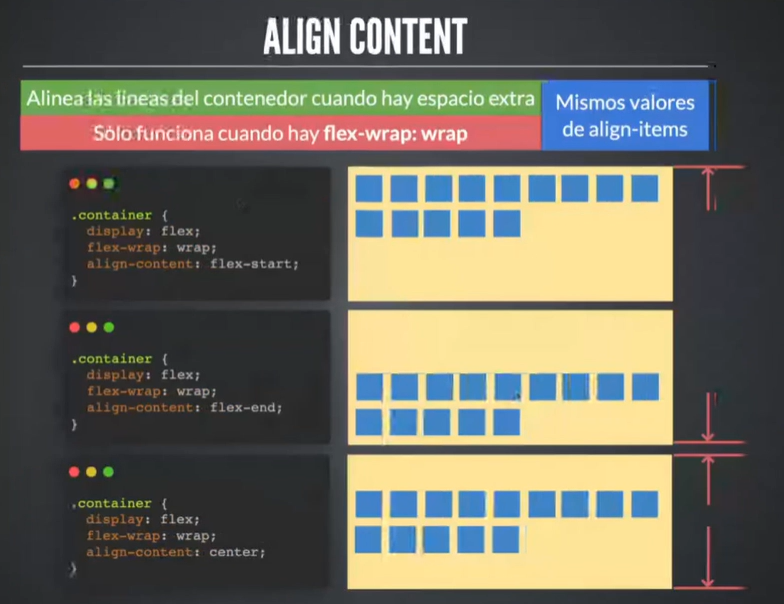 ALIGN CONTENT
Alinea las lineas del contenedor cuando hay espacio extra
Sólo funciona cuando hay flex-wrap: wrap
Mismos valores
de align-items
.container {
display: flex;
flex-wrap: wrap;
align-content: flex-start;
}
.container {
display: flex;
flex-wrap: wrap;
align-content: flex-end;
}
.container {
display: flex;
flex-wrap: wrap;
align-content: center;
}